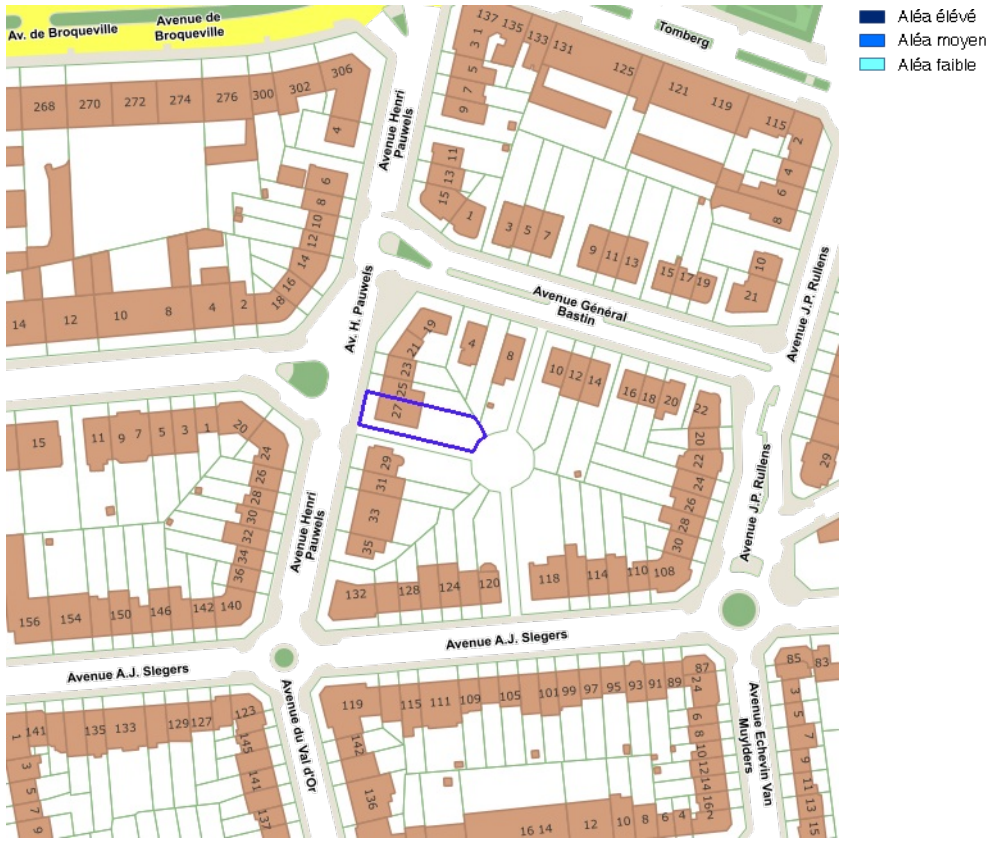 Aléa élévé
Aléa moyen
Aléa faible
Av. de Broqueville
Avenue de
Broqueville
Tomberg
137 135 133 131
125
121 119
115
2
4
6
8
10
21
3 1
5
7
9
11
13
15
1
3 5 7
9 11 13
15 17 19
268 270 272 274 276 300 302 306
4
Avenue Henri
Pauwels
6
8
10
12
14
16
18
14 12 10 8 4 2
Av. H. Pauwels
Avenue Général
Bastin
Avenue J.P. Rullens
19
21
23
25
27
4
8
10 12 14
16 18 20
22
20
22
24
26
28
30
29
31
33
35
29
Avenue J.P. Rullens
15 11 9 7 5 3 1
20
24
26
28
30
32
34
36
Avenue Henri
Pauwels
156 154 150 146 142 140
132 128 124 120
118 114 110 108
Avenue A.J. Slegers
Avenue A.J. Slegers
Avenue du Val d'Or
Avenue Echevin Van
Muylders
141 135 133 129 127 123
1
3
5
7
9
145
141
137
119 115 111 109 105 101 99 97 95 93 91 89 87
142
136
2 4
6
8
10
12
14
16
2
16 14 12 10 8 6 4
85 83
3
5
7
9
11
13
15